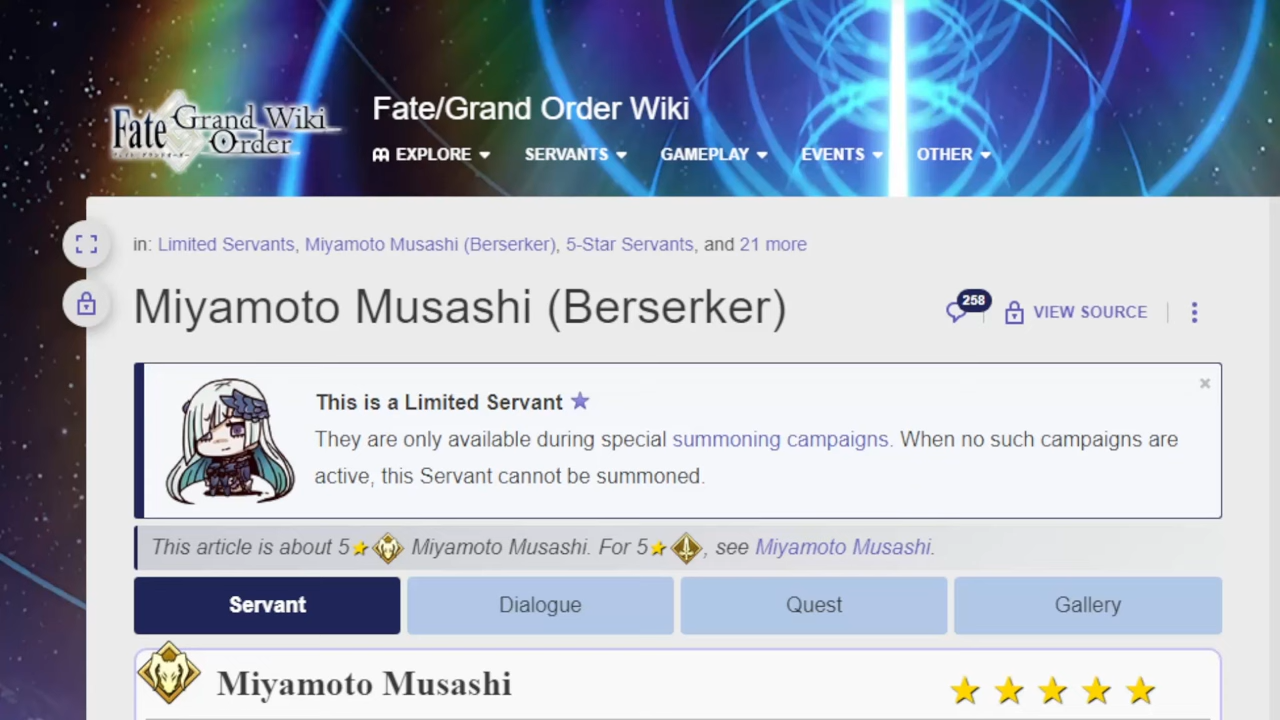 Fate Grand Wiki
Order
Fate/Grand Order Wiki
EXPLORE SERVANTS GAMEPLAY EVENTS OTHER
in: Limited Servants, Miyamoto Musashi (Berserker), 5-Star Servants, and 21 more
Miyamoto Musashi (Berserker)
258
VIEW SOURCE
This is a Limited Servant
They are only available during special summoning campaigns. When no such campaigns are
active, this Servant cannot be summoned.
This article is about 5 Miyamoto Musashi. For 5, see Miyamoto Musashi.
Servant Dialogue Quest Gallery
Miyamoto Musashi